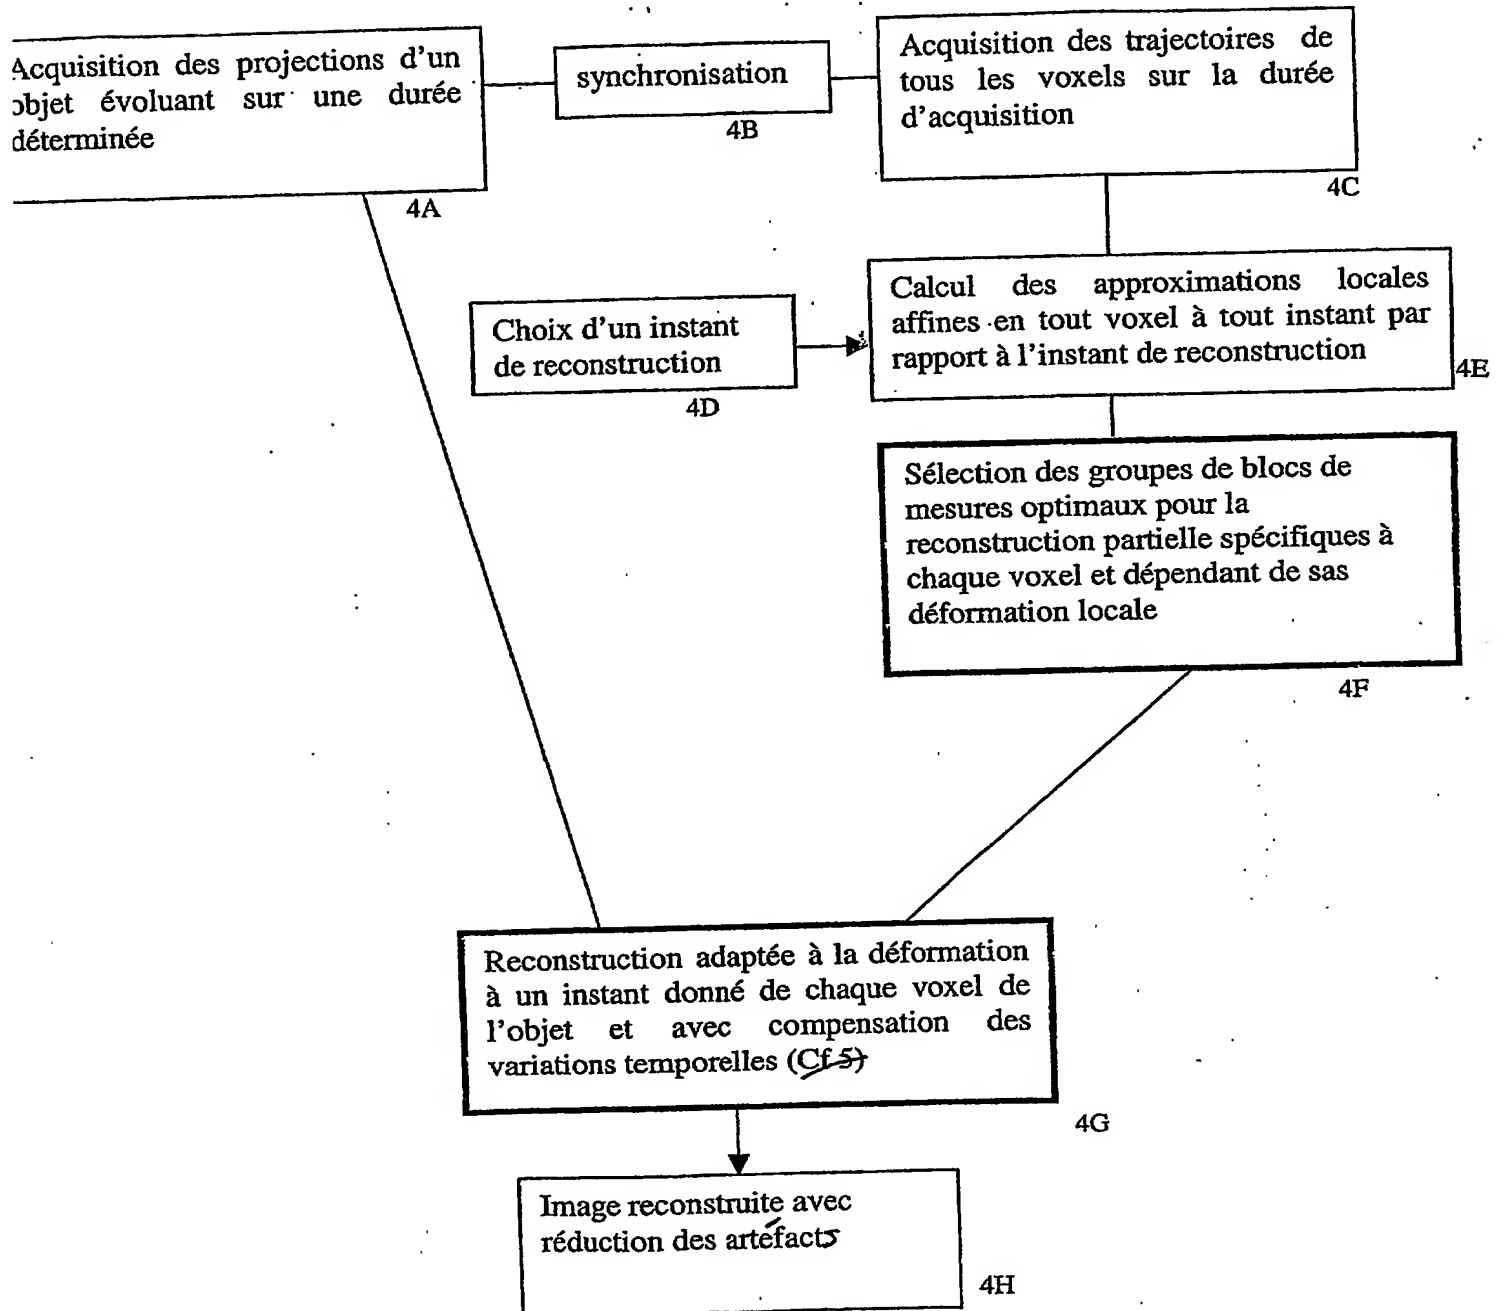 Acquisition des projections d'un
objet évoluant sur une durée
déterminée
4A
synchronisation
4B
Acquisition des trajectoires de
tous les voxels sur la durée
d'acquisition
4C
Choix d'un instant
de reconstruction
4D
Calcul des approximations locales
affines en tout voxel à tout instant par
rapport à l'instant de reconstruction
4E
Sélection des groupes de blocs de
mesures optimaux pour la
reconstruction partielle spécifiques à
chaque voxel et dépendant de sas
déformation locale
4F
Reconstruction adaptée à la déformation
à un instant donné de chaque voxel de
l'objet et avec compensation des
variations temporelles (Cf 5)
4G
Image reconstruite avec
réduction des artéfacts
4H